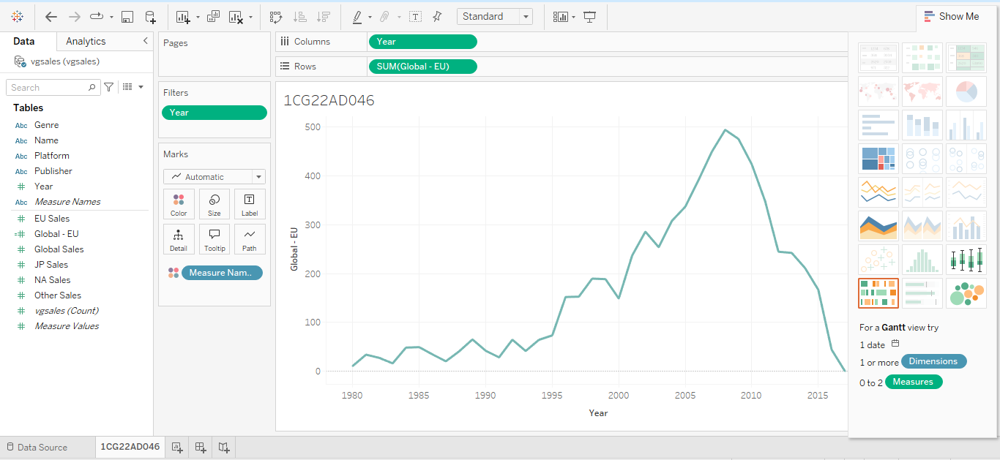 Standard
Show Me
Data
Analytics
vgsales (vgsales)
Search
Tables
Abc Genre
Abc Name
Abc Platform
Abc Publisher
# Year
Abc Measure Names
# EU Sales
=# Global - EU
# Global Sales
# JP Sales
# NA Sales
# Other Sales
# vgsales (Count)
# Measure Values
Pages
Filters
Year
Marks
Automatic
Color
Size
Label
Detail
Tooltip
Path
Measure Nam..
Columns
Year
Rows
SUM(Global - EU)
1CG22AD046
500
400
300
200
100
0
Global - EU
1980
1985
1990
1995
2000
2005
2010
2015
Year
For a Gantt view try
1 date
1 or more Dimensions
0 to 2 Measures
Data Source
1CG22AD046